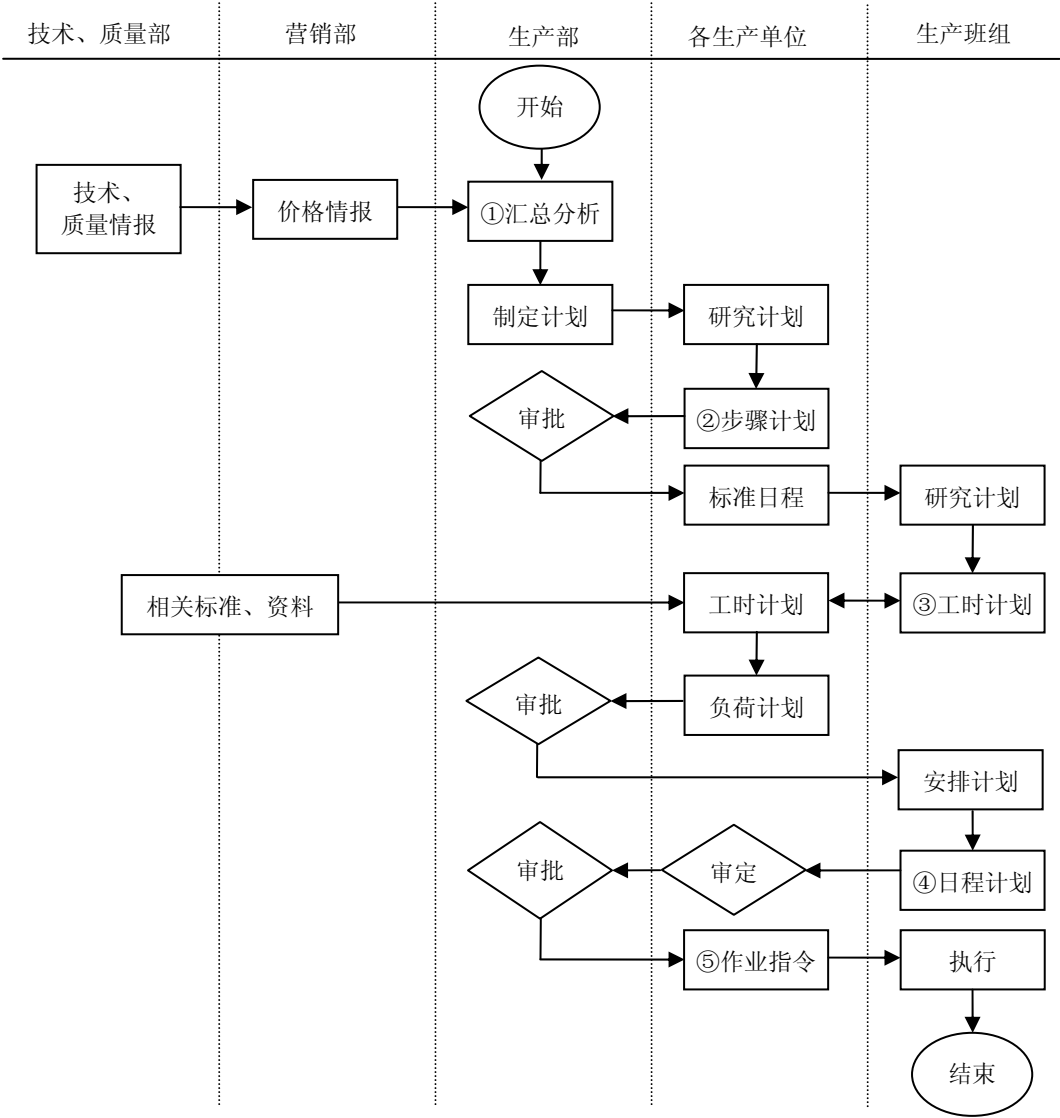 技术、质量部
营销部
生产部
各生产单位
生产班组
开始
技术、
质量情报
价格情报
①汇总分析
制定计划
研究计划
审批
②步骤计划
标准日程
研究计划
相关标准、资料
工时计划
③工时计划
审批
负荷计划
安排计划
审批
审定
④日程计划
⑤作业指令
执行
结束